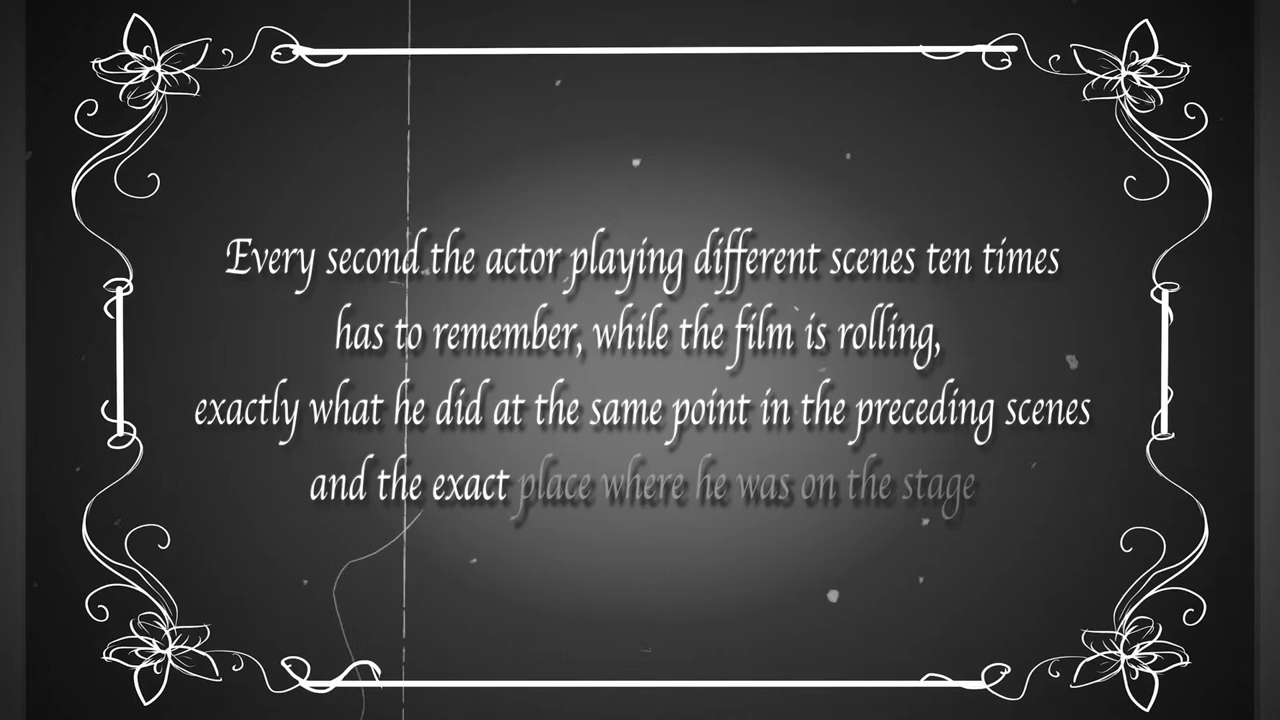 Every second the actor playing different scenes ten times
has to remember, while the film is rolling,
exactly what he did at the same point in the preceding scenes
and the exact place where he was on the stage